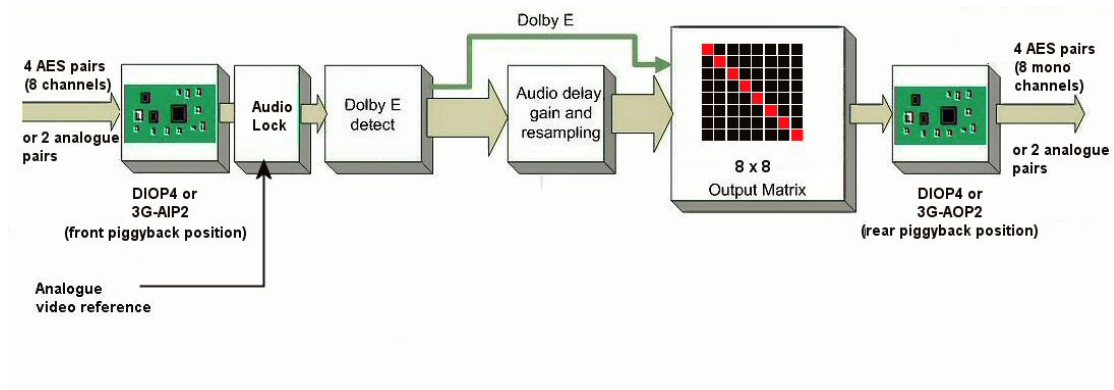 Dolby E
4 AES pairs
(8 channels)
or 2 analogue
pairs
DIOP4 or
3G-AIP2
(front piggyback position)
Audio
Lock
Analogue
video reference
Dolby E
detect
Audio delay
gain and
resampling
8 x 8
Output Matrix
DIOP4 or
3G-AOP2
(rear piggyback position)
4 AES pairs
(8 mono
channels)
or 2 analogue
pairs